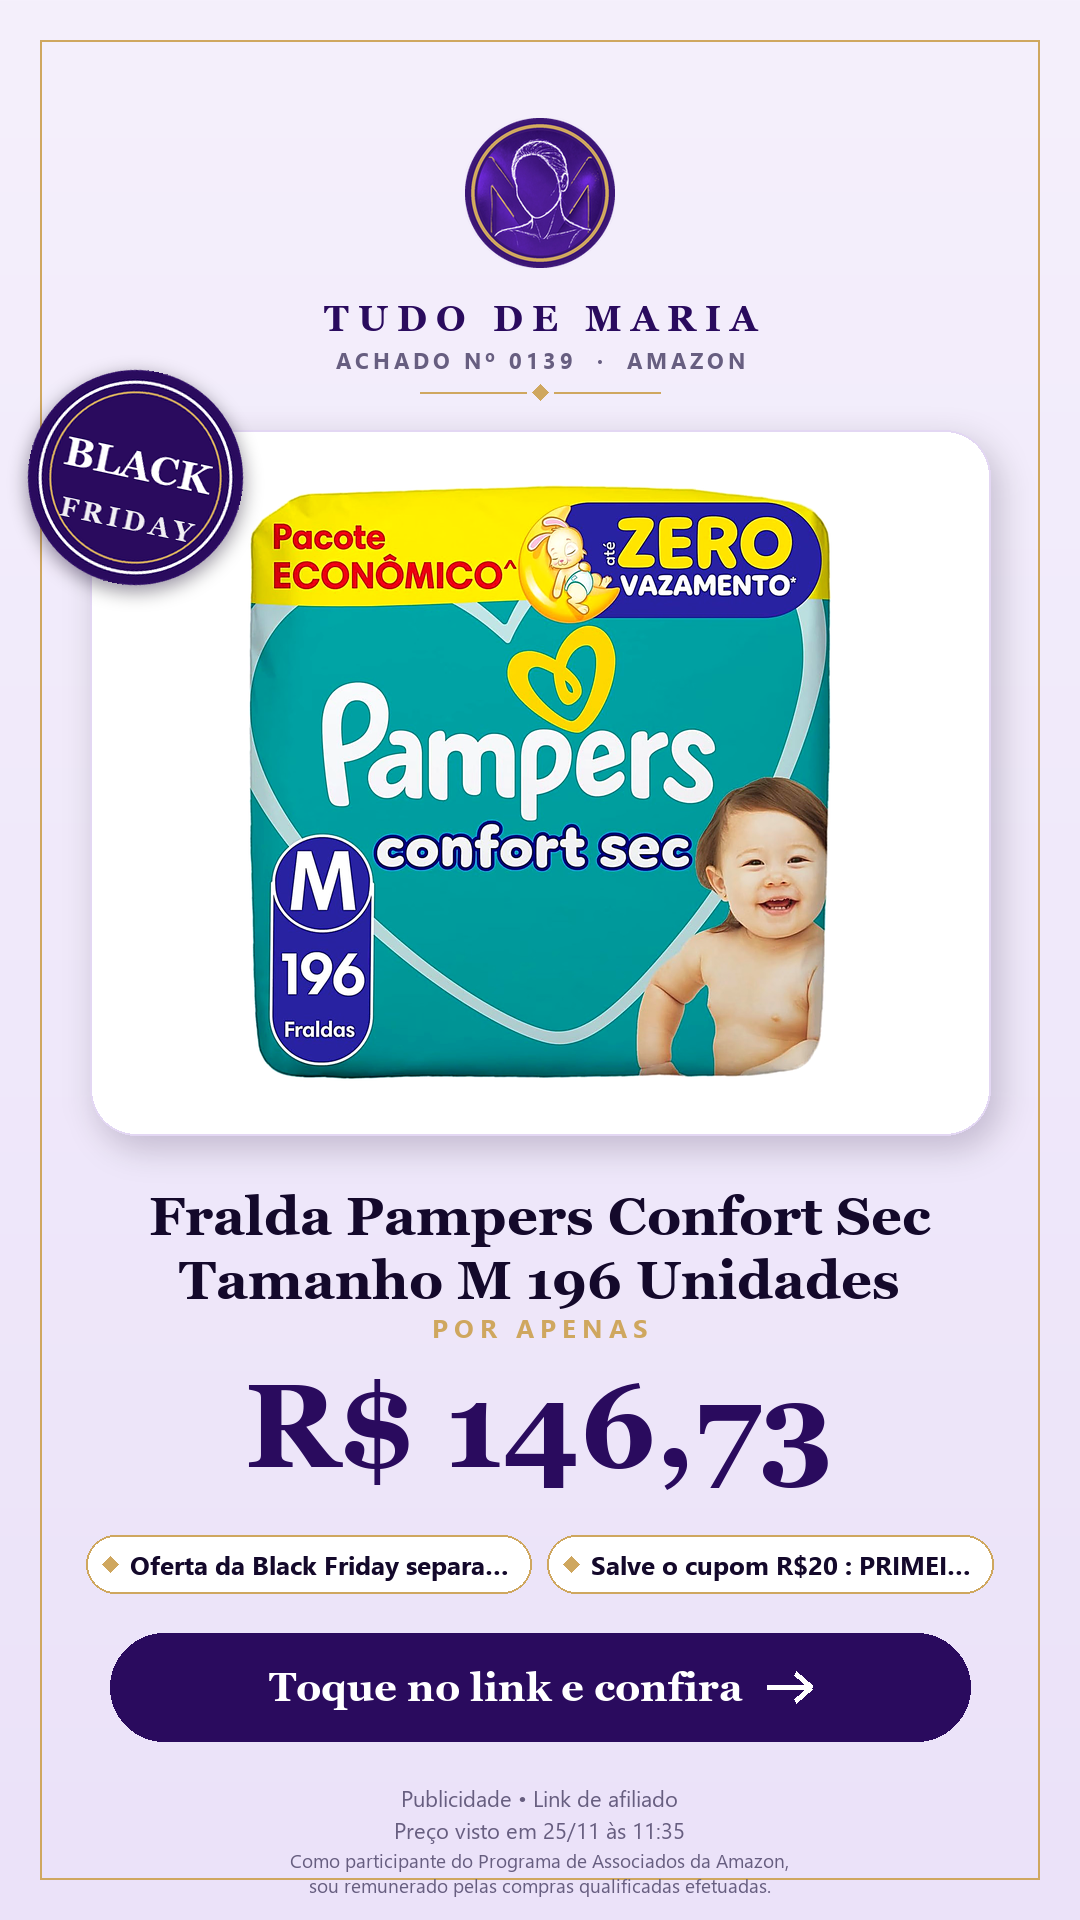 TUDO DE MARIA
ACHADO Nº 0139 · AMAZON
BLACK
FRIDAY
Pacote
ECONÔMICO^
até
ZERO
VAZAMENTO*
Pampers
confort sec
M
196
Fraldas
Fralda Pampers Confort Sec
Tamanho M 196 Unidades
POR APENAS
R$ 146,73
Oferta da Black Friday separa...
Salve o cupom R$20 : PRIMEI...
Toque no link e confira →
Publicidade • Link de afiliado
Preço visto em 25/11 às 11:35
Como participante do Programa de Associados da Amazon,
sou remunerado pelas compras qualificadas efetuadas.